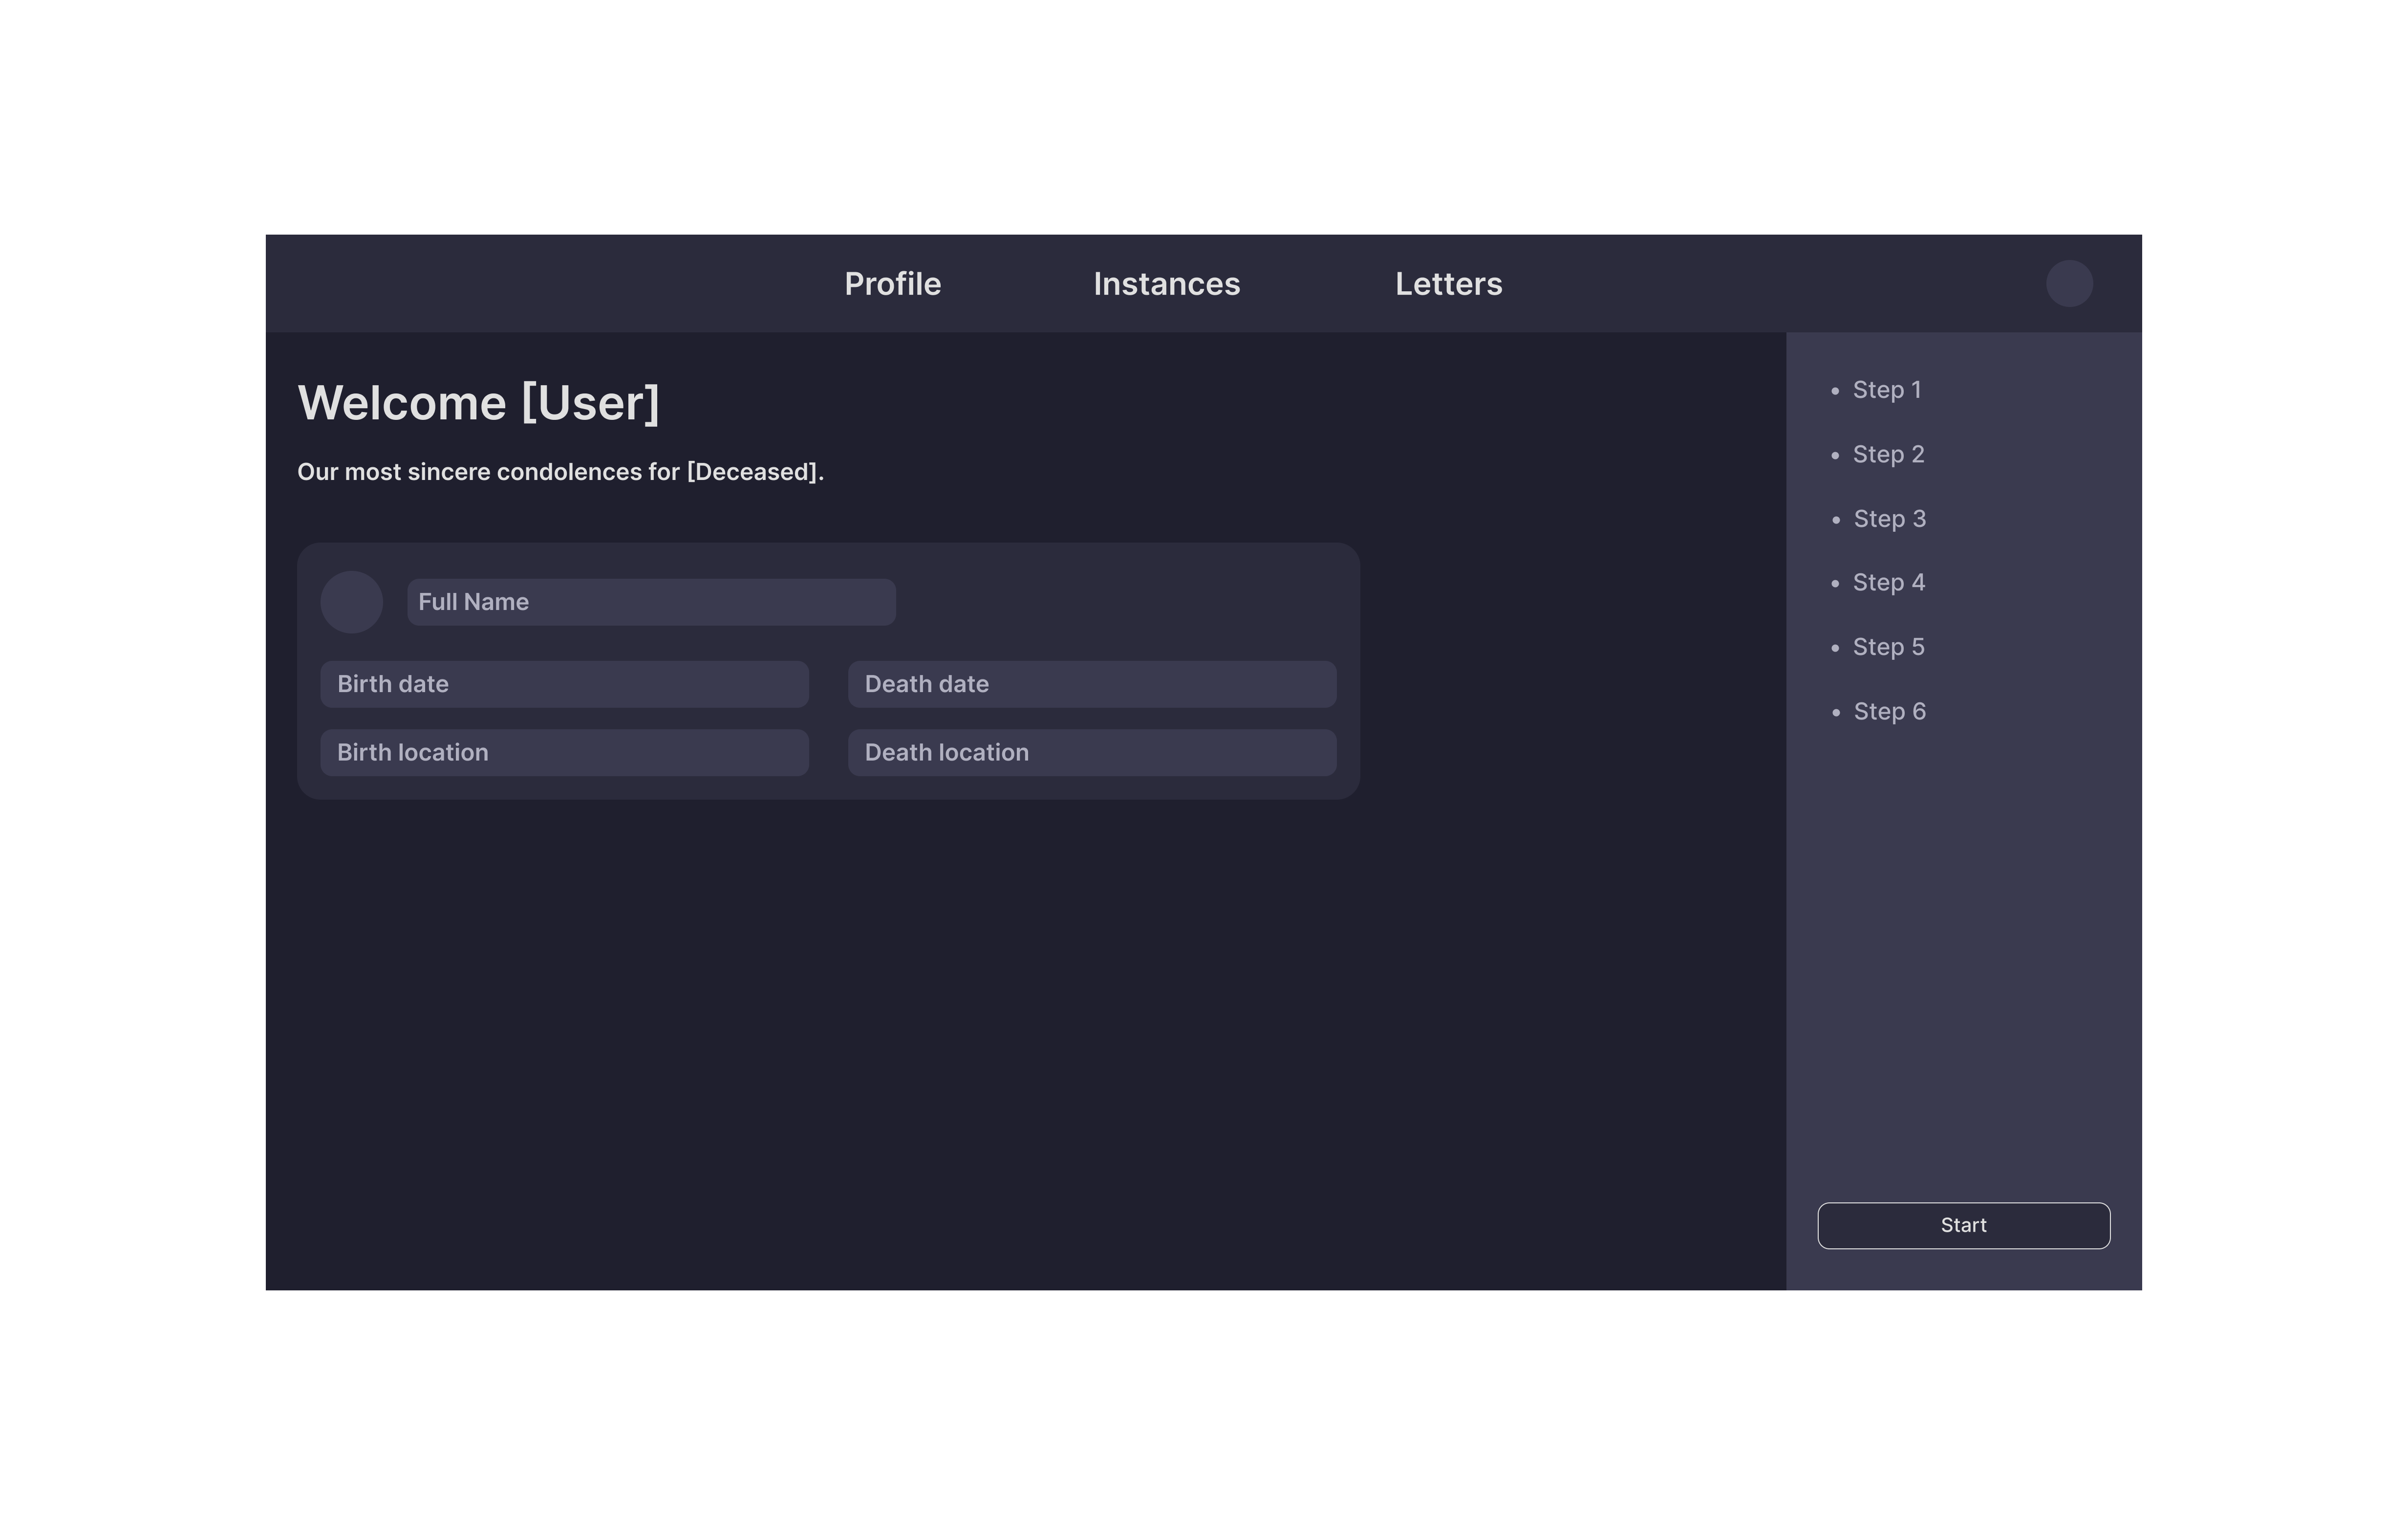 Profile
Instances
Letters
Welcome [User]
Our most sincere condolences for [Deceased].
Full Name
Birth date
Death date
Birth location
Death location
• Step 1
• Step 2
• Step 3
• Step 4
• Step 5
• Step 6
Start